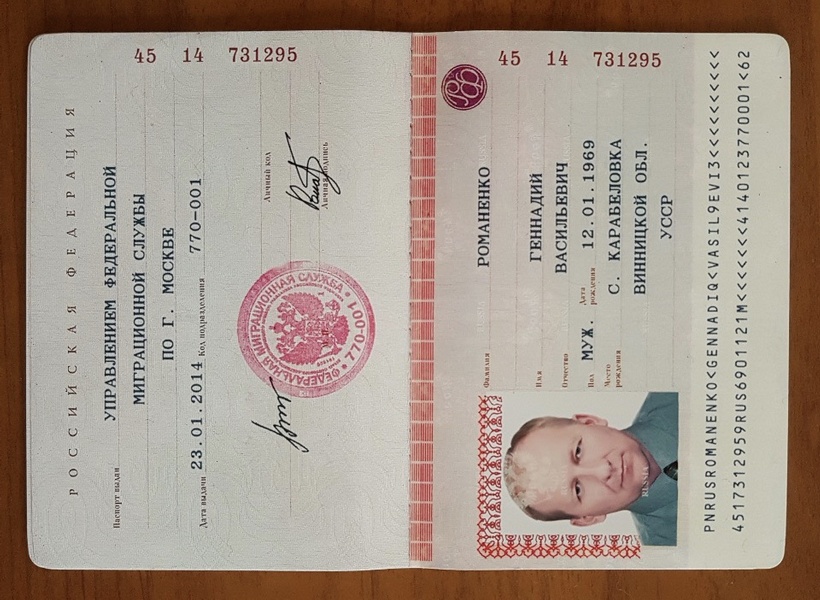 РОССИЙСКАЯ ФЕДЕРАЦИЯ
Паспорт выдан
УПРАВЛЕНИЕМ ФЕДЕРАЛЬНОЙ
МИГРАЦИОННОЙ СЛУЖБЫ
ПО Г. МОСКВЕ
Дата выдачи 23.01.2014 Код подразделения 770-001
Личный код
Личная подпись
ФЕДЕРАЛЬНАЯ МИГРАЦИОННАЯ СЛУЖБА
770-001
45 14 731295
45 14 731295
Фамилия
РОМАНЕНКО
Имя
ГЕННАДИЙ
Отчество
ВАСИЛЬЕВИЧ
Пол МУЖ. Дата рождения 12.01.1969
Место рождения
С. КАРАБЕЛОВКА
ВИННИЦКОЙ ОБЛ.
УССР
RUSSIA
PNRUSROMANENKO<GENNADIQ<VASIL9EVI3<<<<<<<<<<
4517312959RUS6901121M<<<<<<<4140123770001<62